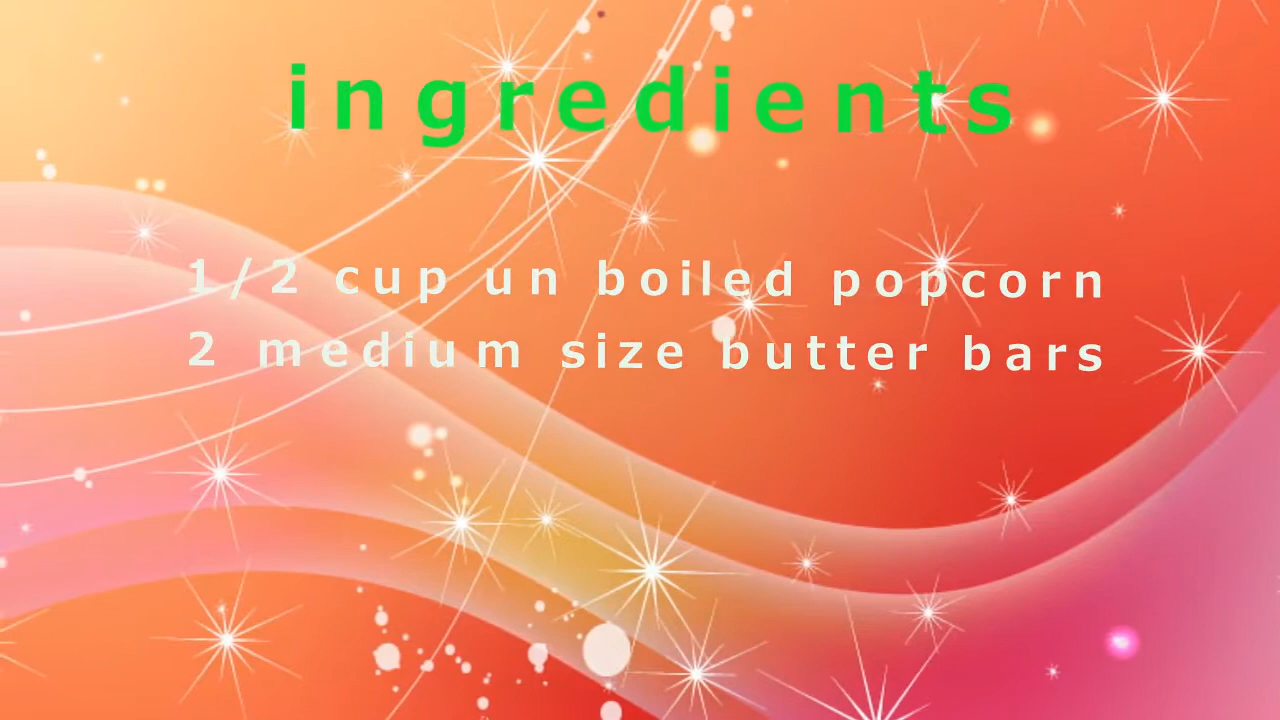 ingredients
1/2 cup un boiled popcorn
2 medium size butter bars